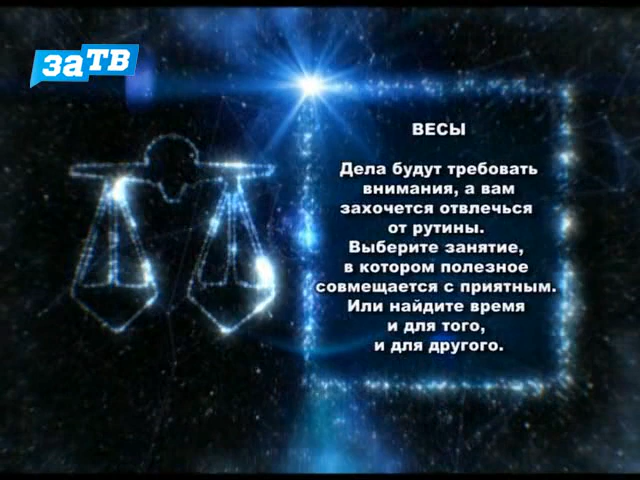 заТВ
ВЕСЫ
Дела будут требовать
внимания, а вам
захочется отвлечься
от рутины.
Выберите занятие,
в котором полезное
совмещается с приятным.
Или найдите время
и для того,
и для другого.